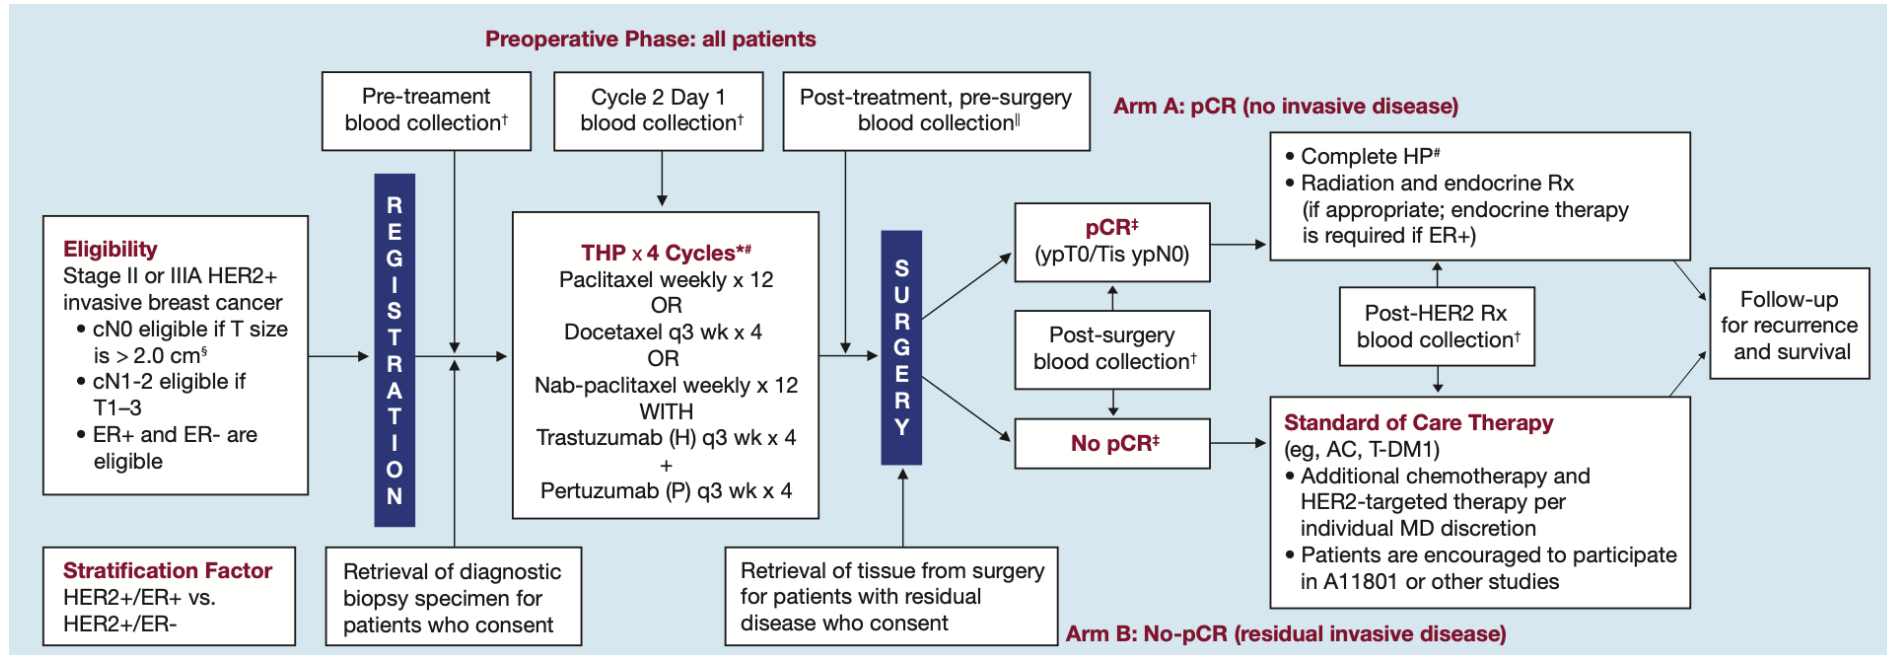 Preoperative Phase: all patients
Pre-treament
blood collection†
Cycle 2 Day 1
blood collection†
Post-treatment, pre-surgery
blood collection||
Eligibility
Stage II or IIIA HER2+
invasive breast cancer
• cN0 eligible if T size
is > 2.0 cm§
• cN1-2 eligible if
T1–3
• ER+ and ER- are
eligible
Stratification Factor
HER2+/ER+ vs.
HER2+/ER-
REGISTRATION
Retrieval of diagnostic
biopsy specimen for
patients who consent
THP x 4 Cycles*#
Paclitaxel weekly x 12
OR
Docetaxel q3 wk x 4
OR
Nab-paclitaxel weekly x 12
WITH
Trastuzumab (H) q3 wk x 4
+
Pertuzumab (P) q3 wk x 4
SURGERY
Retrieval of tissue from surgery
for patients with residual
disease who consent
Arm A: pCR (no invasive disease)
pCR‡
(ypT0/Tis ypN0)
Post-surgery
blood collection†
No pCR‡
• Complete HP#
• Radiation and endocrine Rx
(if appropriate; endocrine therapy
is required if ER+)
Post-HER2 Rx
blood collection†
Standard of Care Therapy
(eg, AC, T-DM1)
• Additional chemotherapy and
HER2-targeted therapy per
individual MD discretion
• Patients are encouraged to participate
in A11801 or other studies
Arm B: No-pCR (residual invasive disease)
Follow-up
for recurrence
and survival